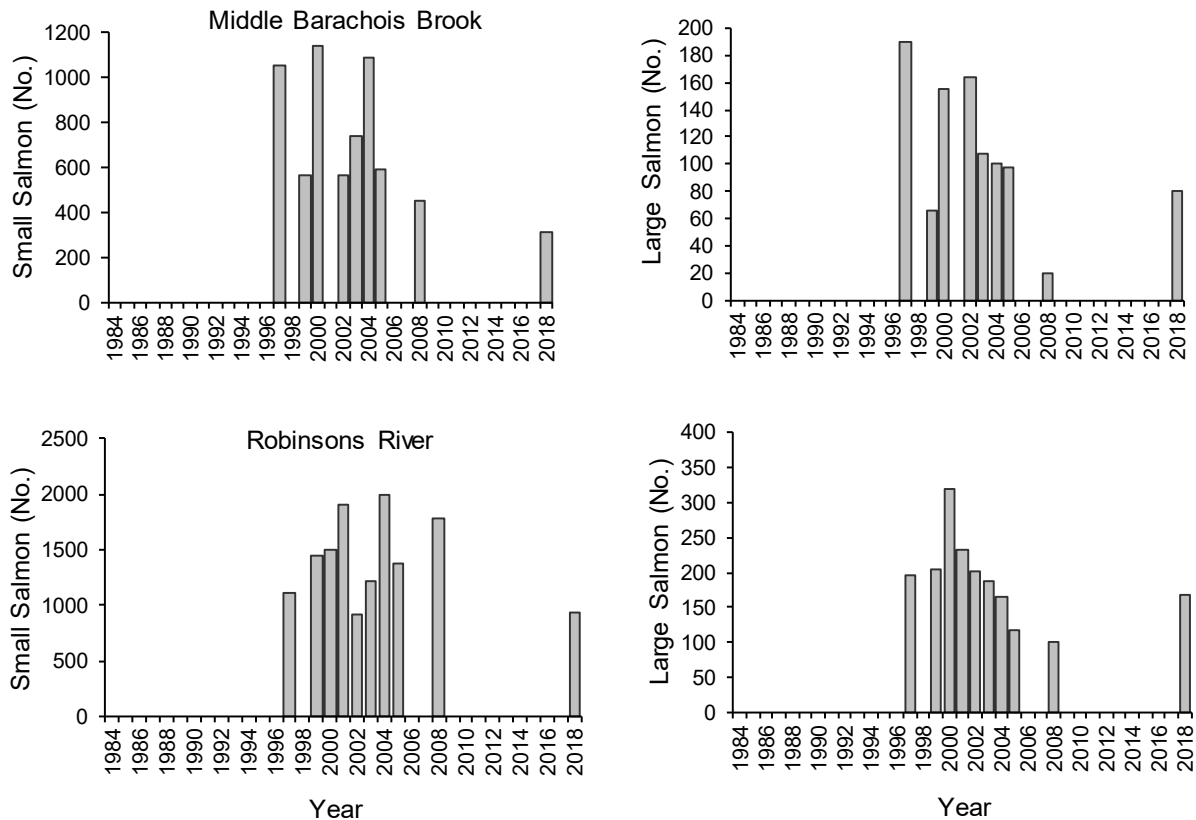 Middle Barachois Brook
Small Salmon (No.)
1200
1000
800
600
400
200
0
1984 1986 1988 1990 1992 1994 1996 1998 2000 2002 2004 2006 2008 2010 2012 2014 2016 2018
Large Salmon (No.)
200
180
160
140
120
100
80
60
40
20
0
1984 1986 1988 1990 1992 1994 1996 1998 2000 2002 2004 2006 2008 2010 2012 2014 2016 2018
Robinsons River
Small Salmon (No.)
2500
2000
1500
1000
500
0
1984 1986 1988 1990 1992 1994 1996 1998 2000 2002 2004 2006 2008 2010 2012 2014 2016 2018
Year
Large Salmon (No.)
400
350
300
250
200
150
100
50
0
1984 1986 1988 1990 1992 1994 1996 1998 2000 2002 2004 2006 2008 2010 2012 2014 2016 2018
Year